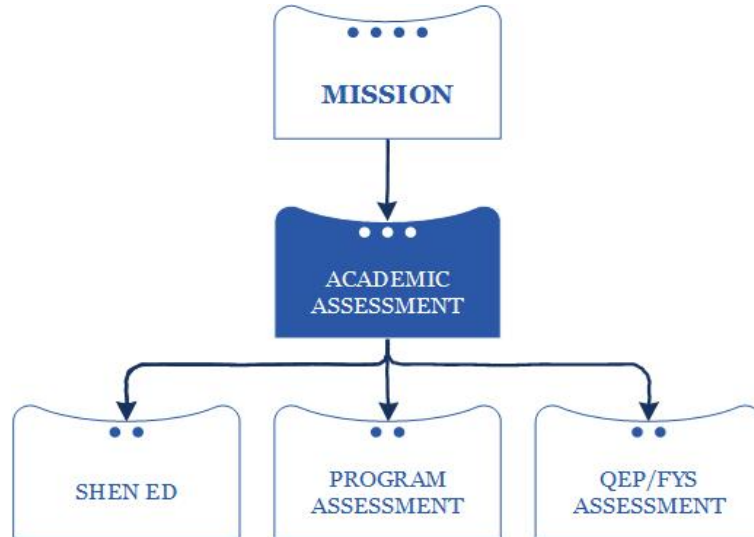 MISSION
ACADEMIC
ASSESSMENT
SHEN ED
PROGRAM
ASSESSMENT
QEP/FYS
ASSESSMENT